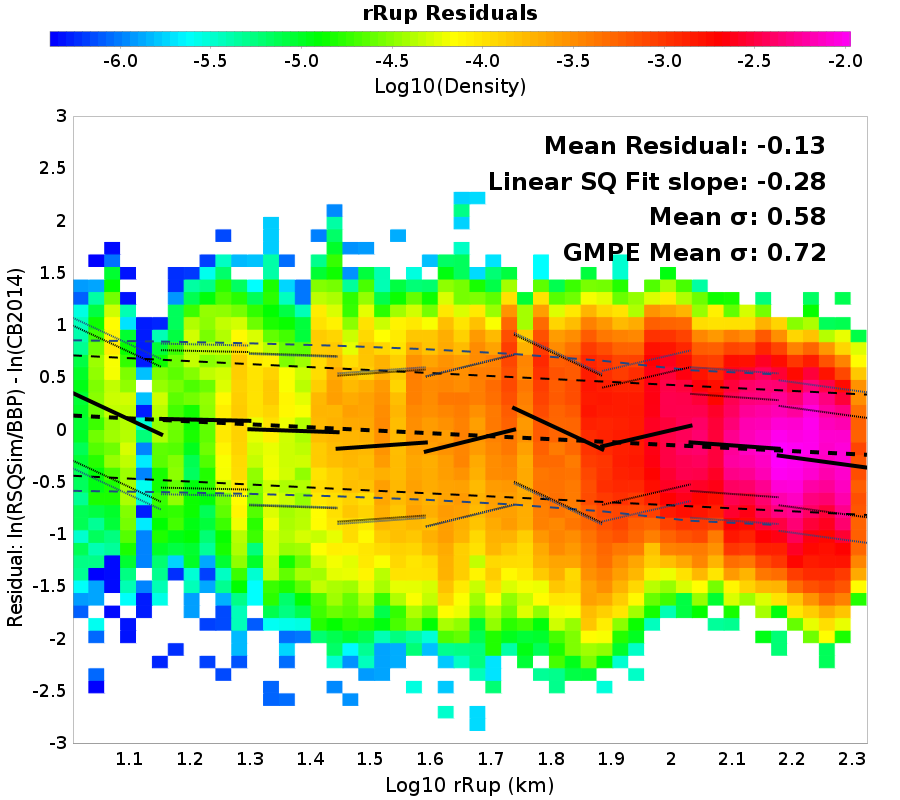 rRup Residuals
-6.0 -5.5 -5.0 -4.5 -4.0 -3.5 -3.0 -2.5 -2.0
Log10(Density)
Mean Residual: -0.13
Linear SQ Fit slope: -0.28
Mean σ: 0.58
GMPE Mean σ: 0.72
Residual: ln(RSQSim/BBP) - ln(CB2014)
3
2.5
2
1.5
1
0.5
0
-0.5
-1
-1.5
-2
-2.5
-3
1.1 1.2 1.3 1.4 1.5 1.6 1.7 1.8 1.9 2 2.1 2.2 2.3
Log10 rRup (km)